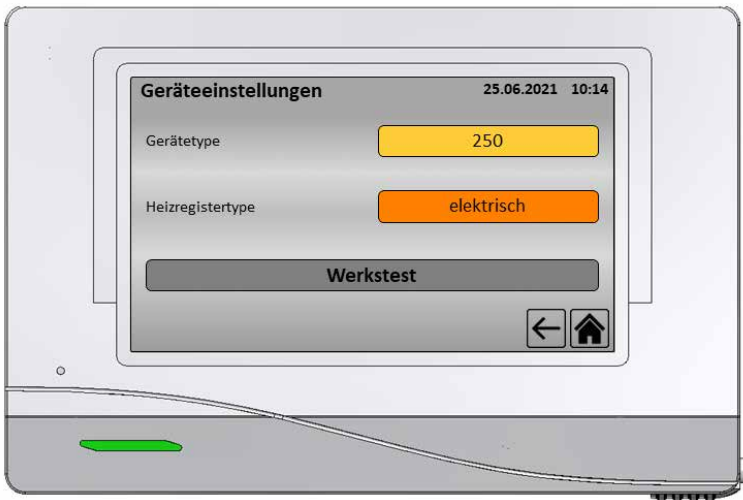 Geräteeinstellungen 25.06.2021 10:14
Gerätetype 250
Heizregistertype elektrisch
Werkstest